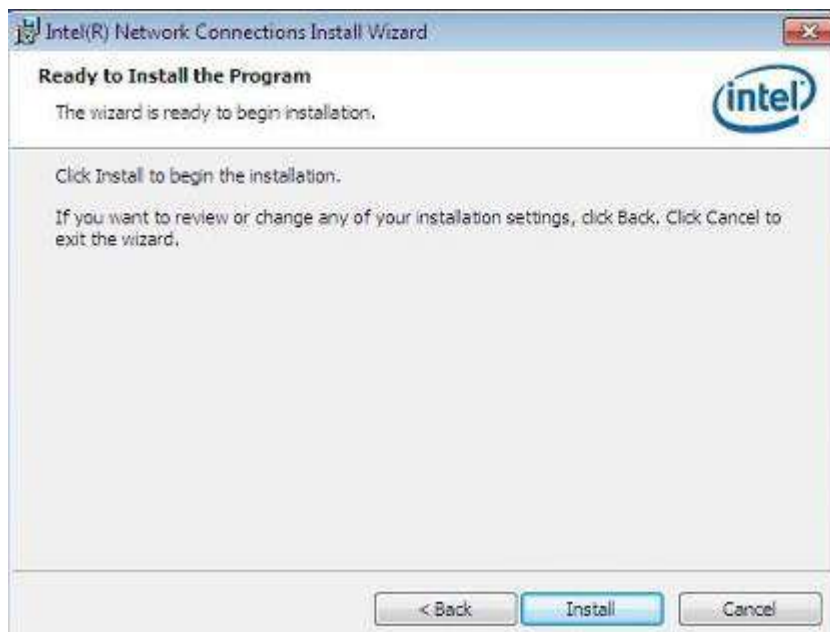 Intel(R) Network Connections Install Wizard
Ready to Install the Program
The wizard is ready to begin installation.
intel
Click Install to begin the installation.
If you want to review or change any of your installation settings, click Back. Click Cancel to
exit the wizard.
< Back
Install
Cancel